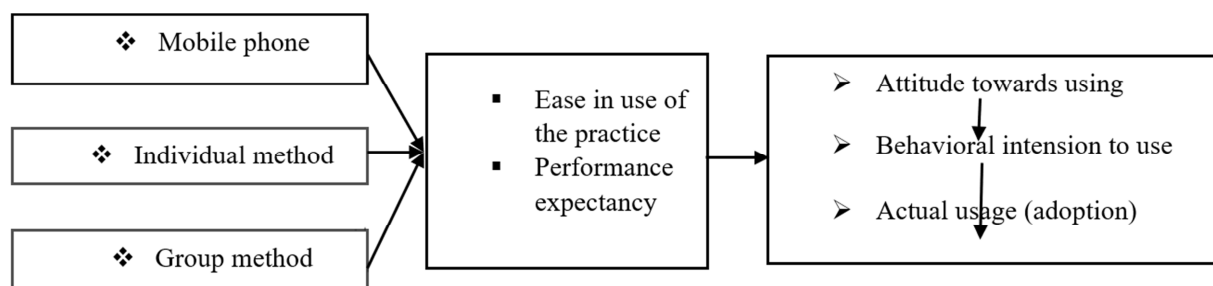 ❖ Mobile phone
❖ Individual method
❖ Group method
▪ Ease in use of
the practice
▪ Performance
expectancy
➢ Attitude towards using
➢ Behavioral intension to use
➢ Actual usage (adoption)